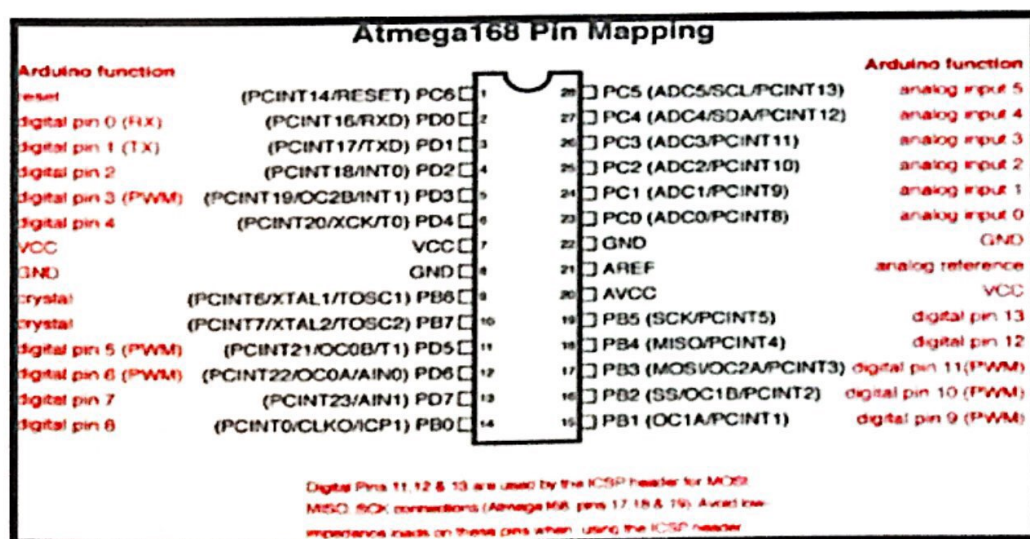 Atmega168 Pin Mapping
Arduino function
Arduino function
reset (PCINT14/RESET) PC6 1 28 PC5 (ADC5/SCL/PCINT13) analog input 5
digital pin 0 (RX) (PCINT16/RXD) PD0 2 27 PC4 (ADC4/SDA/PCINT12) analog input 4
digital pin 1 (TX) (PCINT17/TXD) PD1 3 26 PC3 (ADC3/PCINT11) analog input 3
digital pin 2 (PCINT18/INT0) PD2 4 25 PC2 (ADC2/PCINT10) analog input 2
digital pin 3 (PWM) (PCINT19/OC2B/INT1) PD3 5 24 PC1 (ADC1/PCINT9) analog input 1
digital pin 4 (PCINT20/XCK/T0) PD4 6 23 PC0 (ADC0/PCINT8) analog input 0
VCC VCC 7 22 GND GND
GND GND 8 21 AREF analog reference
crystal (PCINT6/XTAL1/TOSC1) PB6 9 20 AVCC VCC
crystal (PCINT7/XTAL2/TOSC2) PB7 10 19 PB5 (SCK/PCINT5) digital pin 13
digital pin 5 (PWM) (PCINT21/OC0B/T1) PD5 11 18 PB4 (MISO/PCINT4) digital pin 12
digital pin 6 (PWM) (PCINT22/OC0A/AIN0) PD6 12 17 PB3 (MOSI/OC2A/PCINT3) digital pin 11(PWM)
digital pin 7 (PCINT23/AIN1) PD7 13 16 PB2 (SS/OC1B/PCINT2) digital pin 10 (PWM)
digital pin 8 (PCINT0/CLKO/ICP1) PB0 14 15 PB1 (OC1A/PCINT1) digital pin 9 (PWM)
Digital Pins 11,12 & 13 are used by the ICSP header for MOSI,
MISO, SCK connections (Atmega168 pins 17,18 & 19). Avoid low-
impedance loads on these pins when using the ICSP header.